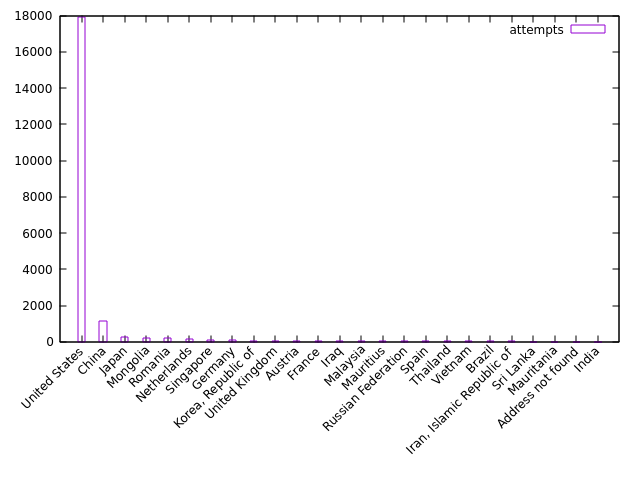 18000
16000
14000
12000
10000
8000
6000
4000
2000
0
attempts
United States
China
Japan
Mongolia
Romania
Netherlands
Singapore
Germany
Korea, Republic of
United Kingdom
Austria
France
Iraq
Malaysia
Mauritius
Russian Federation
Spain
Thailand
Vietnam
Brazil
Iran, Islamic Republic of
Sri Lanka
Mauritania
Address not found
India